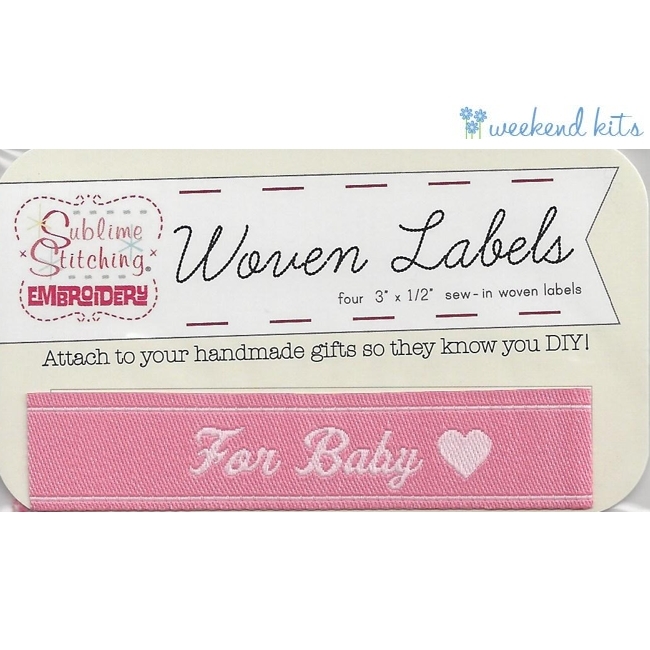 weekend kits
Sublime
Stitching®
EMBROIDERY
Woven Labels
four 3" x 1/2" sew-in woven labels
Attach to your handmade gifts so they know you DIY!
For Baby